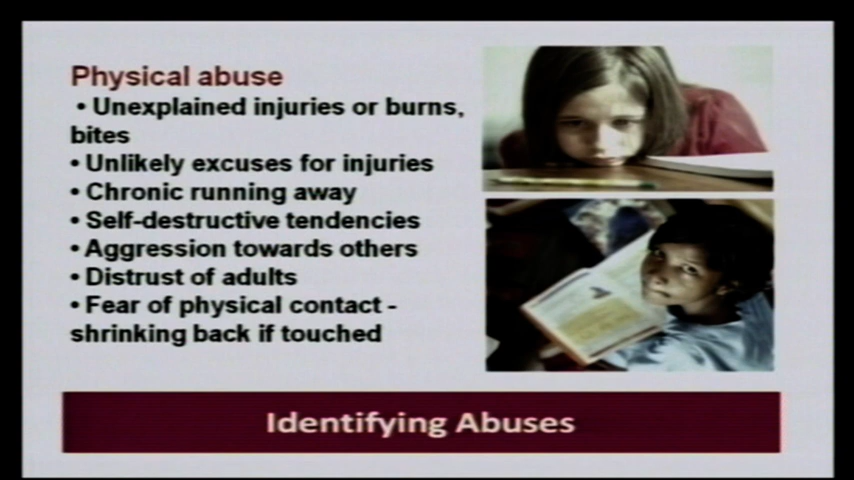 Physical abuse
• Unexplained injuries or burns,
bites
• Unlikely excuses for injuries
• Chronic running away
• Self-destructive tendencies
• Aggression towards others
• Distrust of adults
• Fear of physical contact -
shrinking back if touched
Identifying Abuses